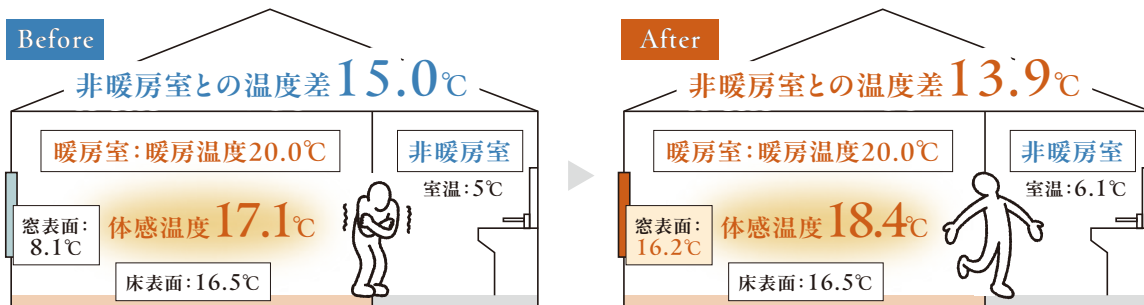 Before
非暖房室との温度差15.0℃
暖房室：暖房温度20.0℃
非暖房室
室温：5℃
窓表面：
8.1℃
体感温度17.1℃
床表面：16.5℃
After
非暖房室との温度差13.9℃
暖房室：暖房温度20.0℃
非暖房室
室温：6.1℃
窓表面：
16.2℃
体感温度18.4℃
床表面：16.5℃